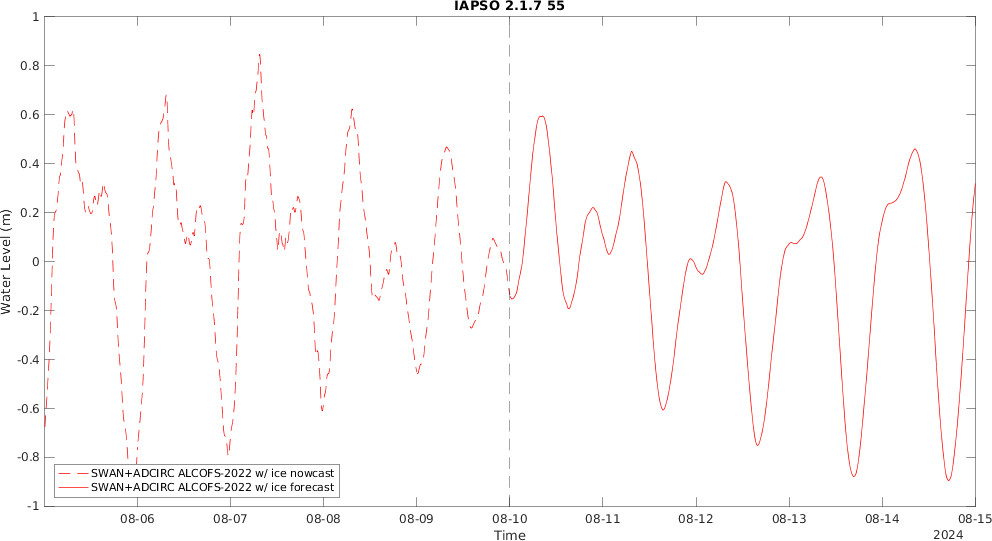 IAPSO 2.1.7 55
1
0.8
0.6
0.4
0.2
0
-0.2
-0.4
-0.6
-0.8
-1
Water Level (m)
SWAN+ADCIRC ALCOFS-2022 w/ ice nowcast
SWAN+ADCIRC ALCOFS-2022 w/ ice forecast
08-06 08-07 08-08 08-09 08-10 08-11 08-12 08-13 08-14 08-15
Time
2024